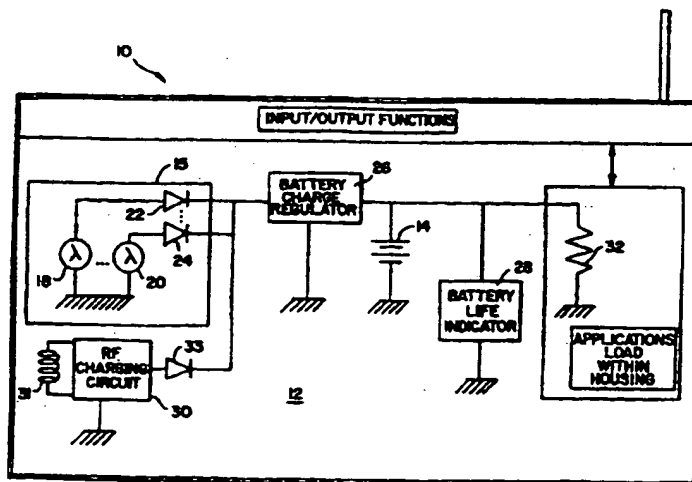 10
INPUT/OUTPUT FUNCTIONS
15
22
24
λ
18
...
λ
20
BATTERY
CHARGE
REGULATOR
26
14
28
BATTERY
LIFE
INDICATOR
32
APPLICATIONS
LOAD
WITHIN
HOUSING
31
RF
CHARGING
CIRCUIT
30
33
12